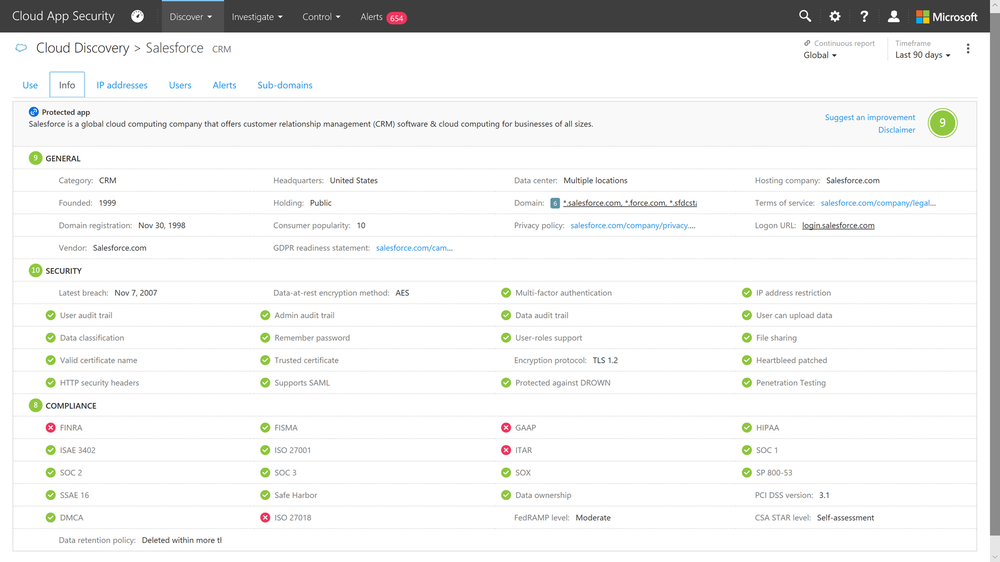 Cloud App Security Discover Investigate Control Alerts 654 ? Microsoft
Cloud Discovery > Salesforce CRM
Continuous report
Global
Timeframe
Last 90 days
Use Info IP addresses Users Alerts Sub-domains
Protected app
Salesforce is a global cloud computing company that offers customer relationship management (CRM) software & cloud computing for businesses of all sizes.
Suggest an improvement
Disclaimer
9
9 GENERAL
Category: CRM Headquarters: United States Data center: Multiple locations Hosting company: Salesforce.com
Founded: 1999 Holding: Public Domain: 6 *.salesforce.com, *.force.com, *.sfdcsta Terms of service: salesforce.com/company/legal...
Domain registration: Nov 30, 1998 Consumer popularity: 10 Privacy policy: salesforce.com/company/privacy.... Logon URL: login.salesforce.com
Vendor: Salesforce.com GDPR readiness statement: salesforce.com/cam...
10 SECURITY
Latest breach: Nov 7, 2007 Data-at-rest encryption method: AES Multi-factor authentication IP address restriction
User audit trail Admin audit trail Data audit trail User can upload data
Data classification Remember password User-roles support File sharing
Valid certificate name Trusted certificate Encryption protocol: TLS 1.2 Heartbleed patched
HTTP security headers Supports SAML Protected against DROWN Penetration Testing
8 COMPLIANCE
FINRA FISMA GAAP HIPAA
ISAE 3402 ISO 27001 ITAR SOC 1
SOC 2 SOC 3 SOX SP 800-53
SSAE 16 Safe Harbor Data ownership PCI DSS version: 3.1
DMCA ISO 27018 FedRAMP level: Moderate CSA STAR level: Self-assessment
Data retention policy: Deleted within more th